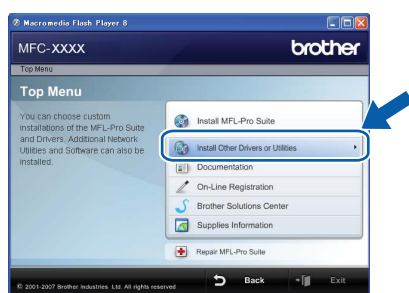 Macromedia Flash Player 8
MFC-XXXX
brother
Top Menu
Top Menu
You can choose custom
installations of the MFL-Pro Suite
and Drivers. Additional Network
Utilities and Software can also be
installed.
Install MFL-Pro Suite
Install Other Drivers or Utilities
Documentation
On-Line Registration
Brother Solutions Center
Supplies Information
Repair MFL-Pro Suite
© 2001-2007 Brother Industries, Ltd. All rights reserved
Back
Exit